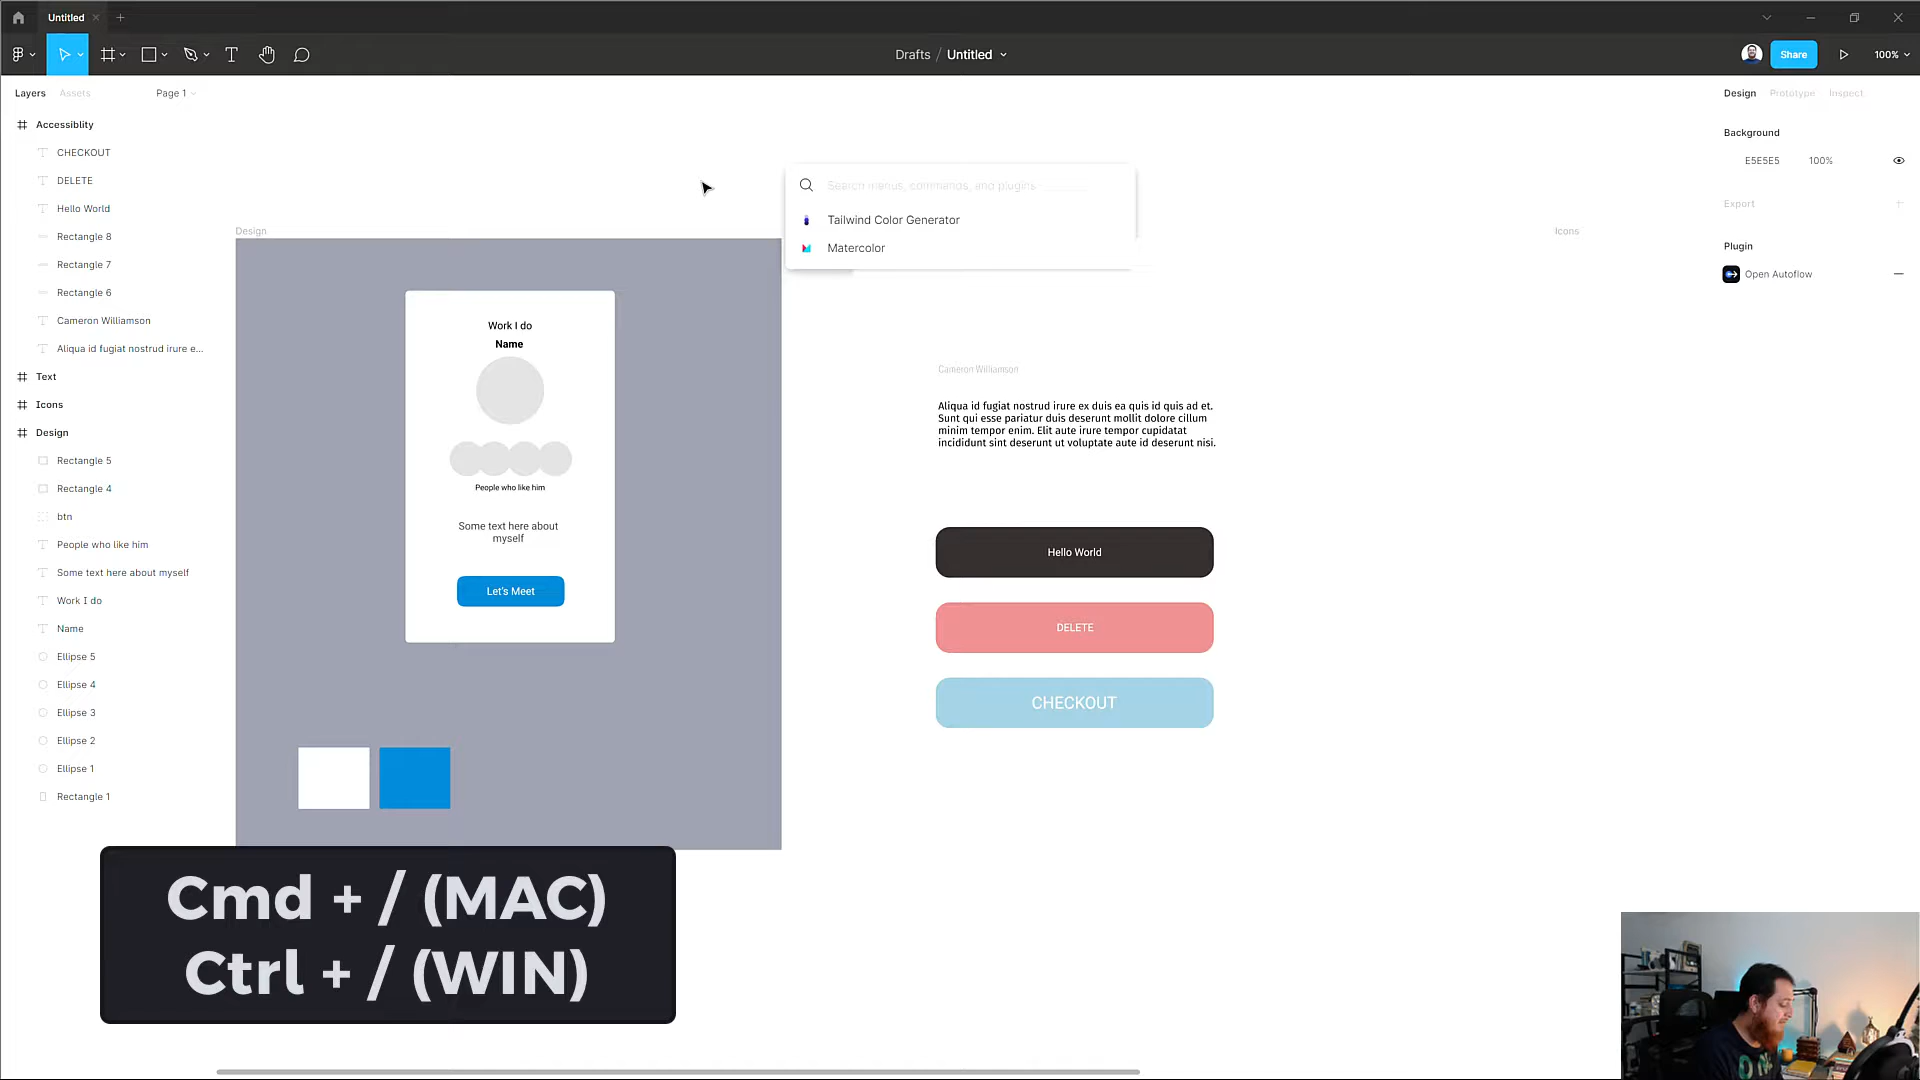 Untitled
Drafts / Untitled
Share
100%
Layers
Assets
Page 1
Design
Prototype
Inspect
Accessiblity
CHECKOUT
DELETE
Hello World
Rectangle 8
Rectangle 7
Rectangle 6
Cameron Williamson
Aliqua id fugiat nostrud irure e...
Text
Icons
Design
Rectangle 5
Rectangle 4
btn
People who like him
Some text here about myself
Work I do
Name
Ellipse 5
Ellipse 4
Ellipse 3
Ellipse 2
Ellipse 1
Rectangle 1
Design
Work I do
Name
People who like him
Some text here about
myself
Let's Meet
Search menus, commands, and plugins
Tailwind Color Generator
Matercolor
Cameron Williamson
Aliqua id fugiat nostrud irure ex duis ea quis id quis ad et.
Sunt qui esse pariatur duis deserunt mollit dolore cillum
minim tempor enim. Elit aute irure tempor cupidatat
incididunt sint deserunt ut voluptate aute id deserunt nisi.
Hello World
DELETE
CHECKOUT
Icons
Background
E5E5E5
100%
Export
Plugin
Open Autoflow
Cmd + / (MAC)
Ctrl + / (WIN)